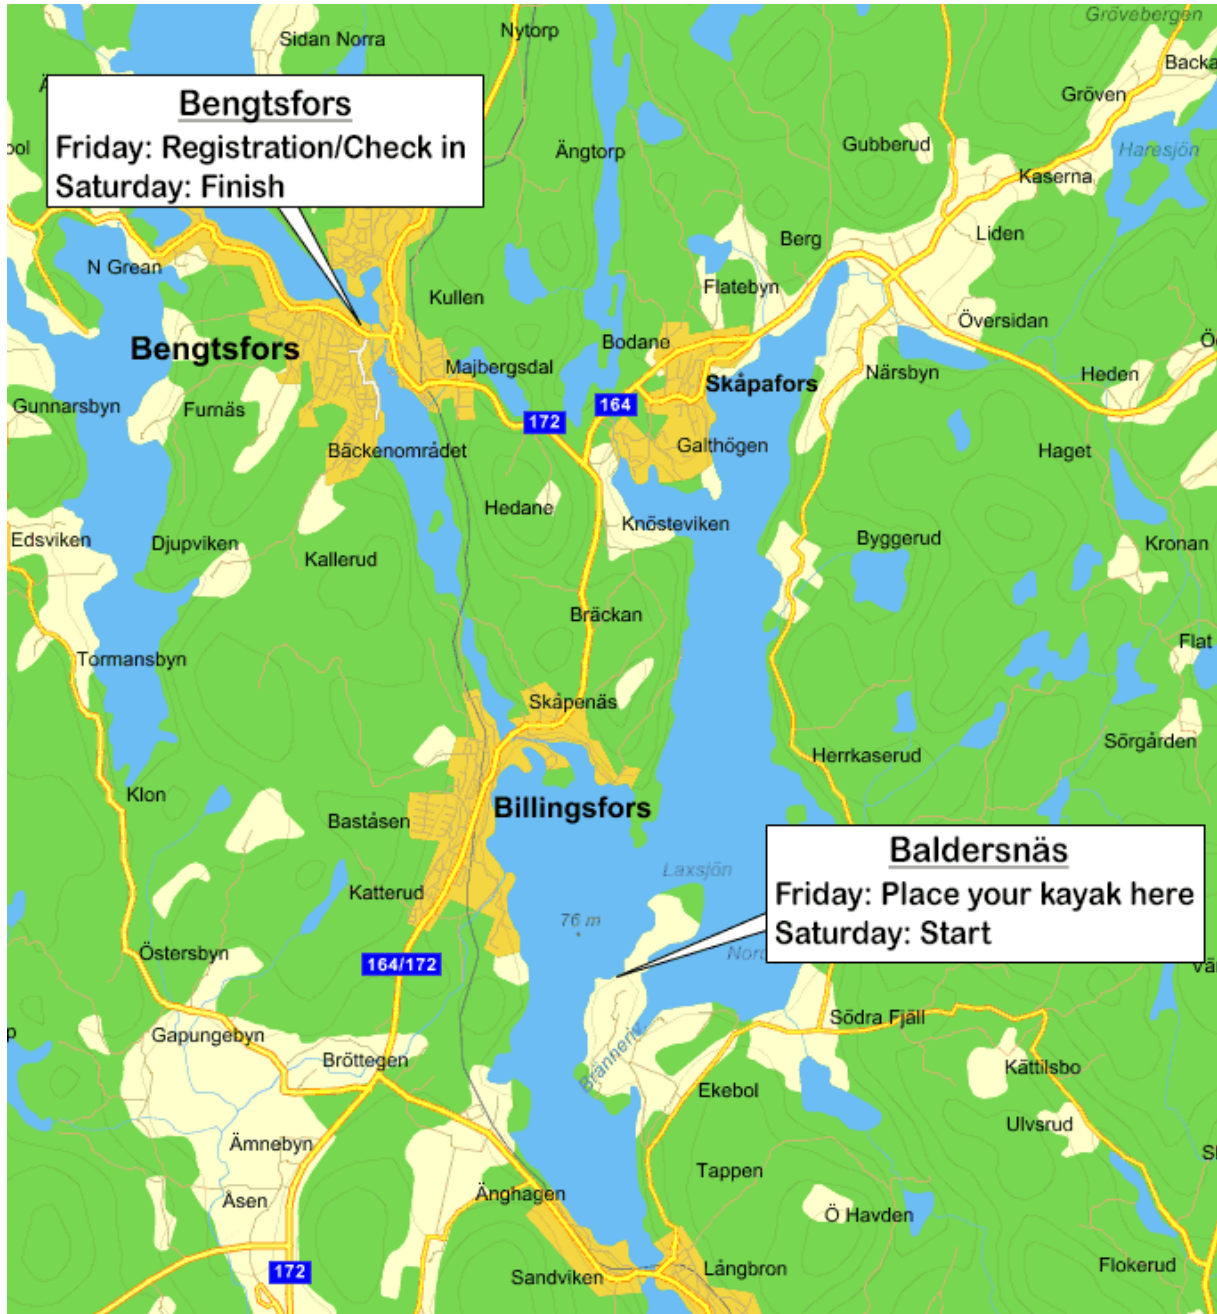 Grövebergen
Nytorp
Sidan Norra
Backa
Gröven
Bengtsfors
Friday: Registration/Check in
Saturday: Finish
Gubberud
Haresjön
Ängtorp
Kaserna
Liden
Berg
N Grean
Flatebyn
Kullen
Översidan
Bodane
Bengtsfors
Majbergsdal
Skåpafors
Närsbyn
Heden
Gunnarsbyn
Furnäs
164
172
Galthögen
Bäckenområdet
Haget
Hedane
Knösteviken
Edsviken
Djupviken
Kallerud
Byggerud
Kronan
Bräckan
Flat
Tormansbyn
Skåpenäs
Herrkaserud
Sörgården
Klon
Billingsfors
Baståsen
Baldersnäs
Friday: Place your kayak here
Saturday: Start
Laxsjön
Katterud
76 m
Östersbyn
164/172
Nord
Södra Fjäll
Gapungebyn
Bröttegen
Bränneriv.
Kättilsbo
Ekebol
Ulvsrud
Ämnebyn
Tappen
Åsen
Änghagen
Ö Havden
172
Sandviken
Långbron
Flokerud